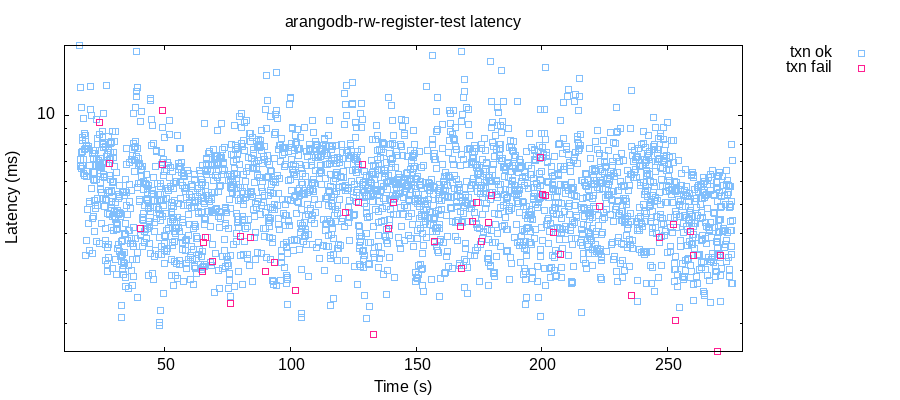 arangodb-rw-register-test latency
txn ok
txn fail
10
Latency (ms)
50 100 150 200 250
Time (s)